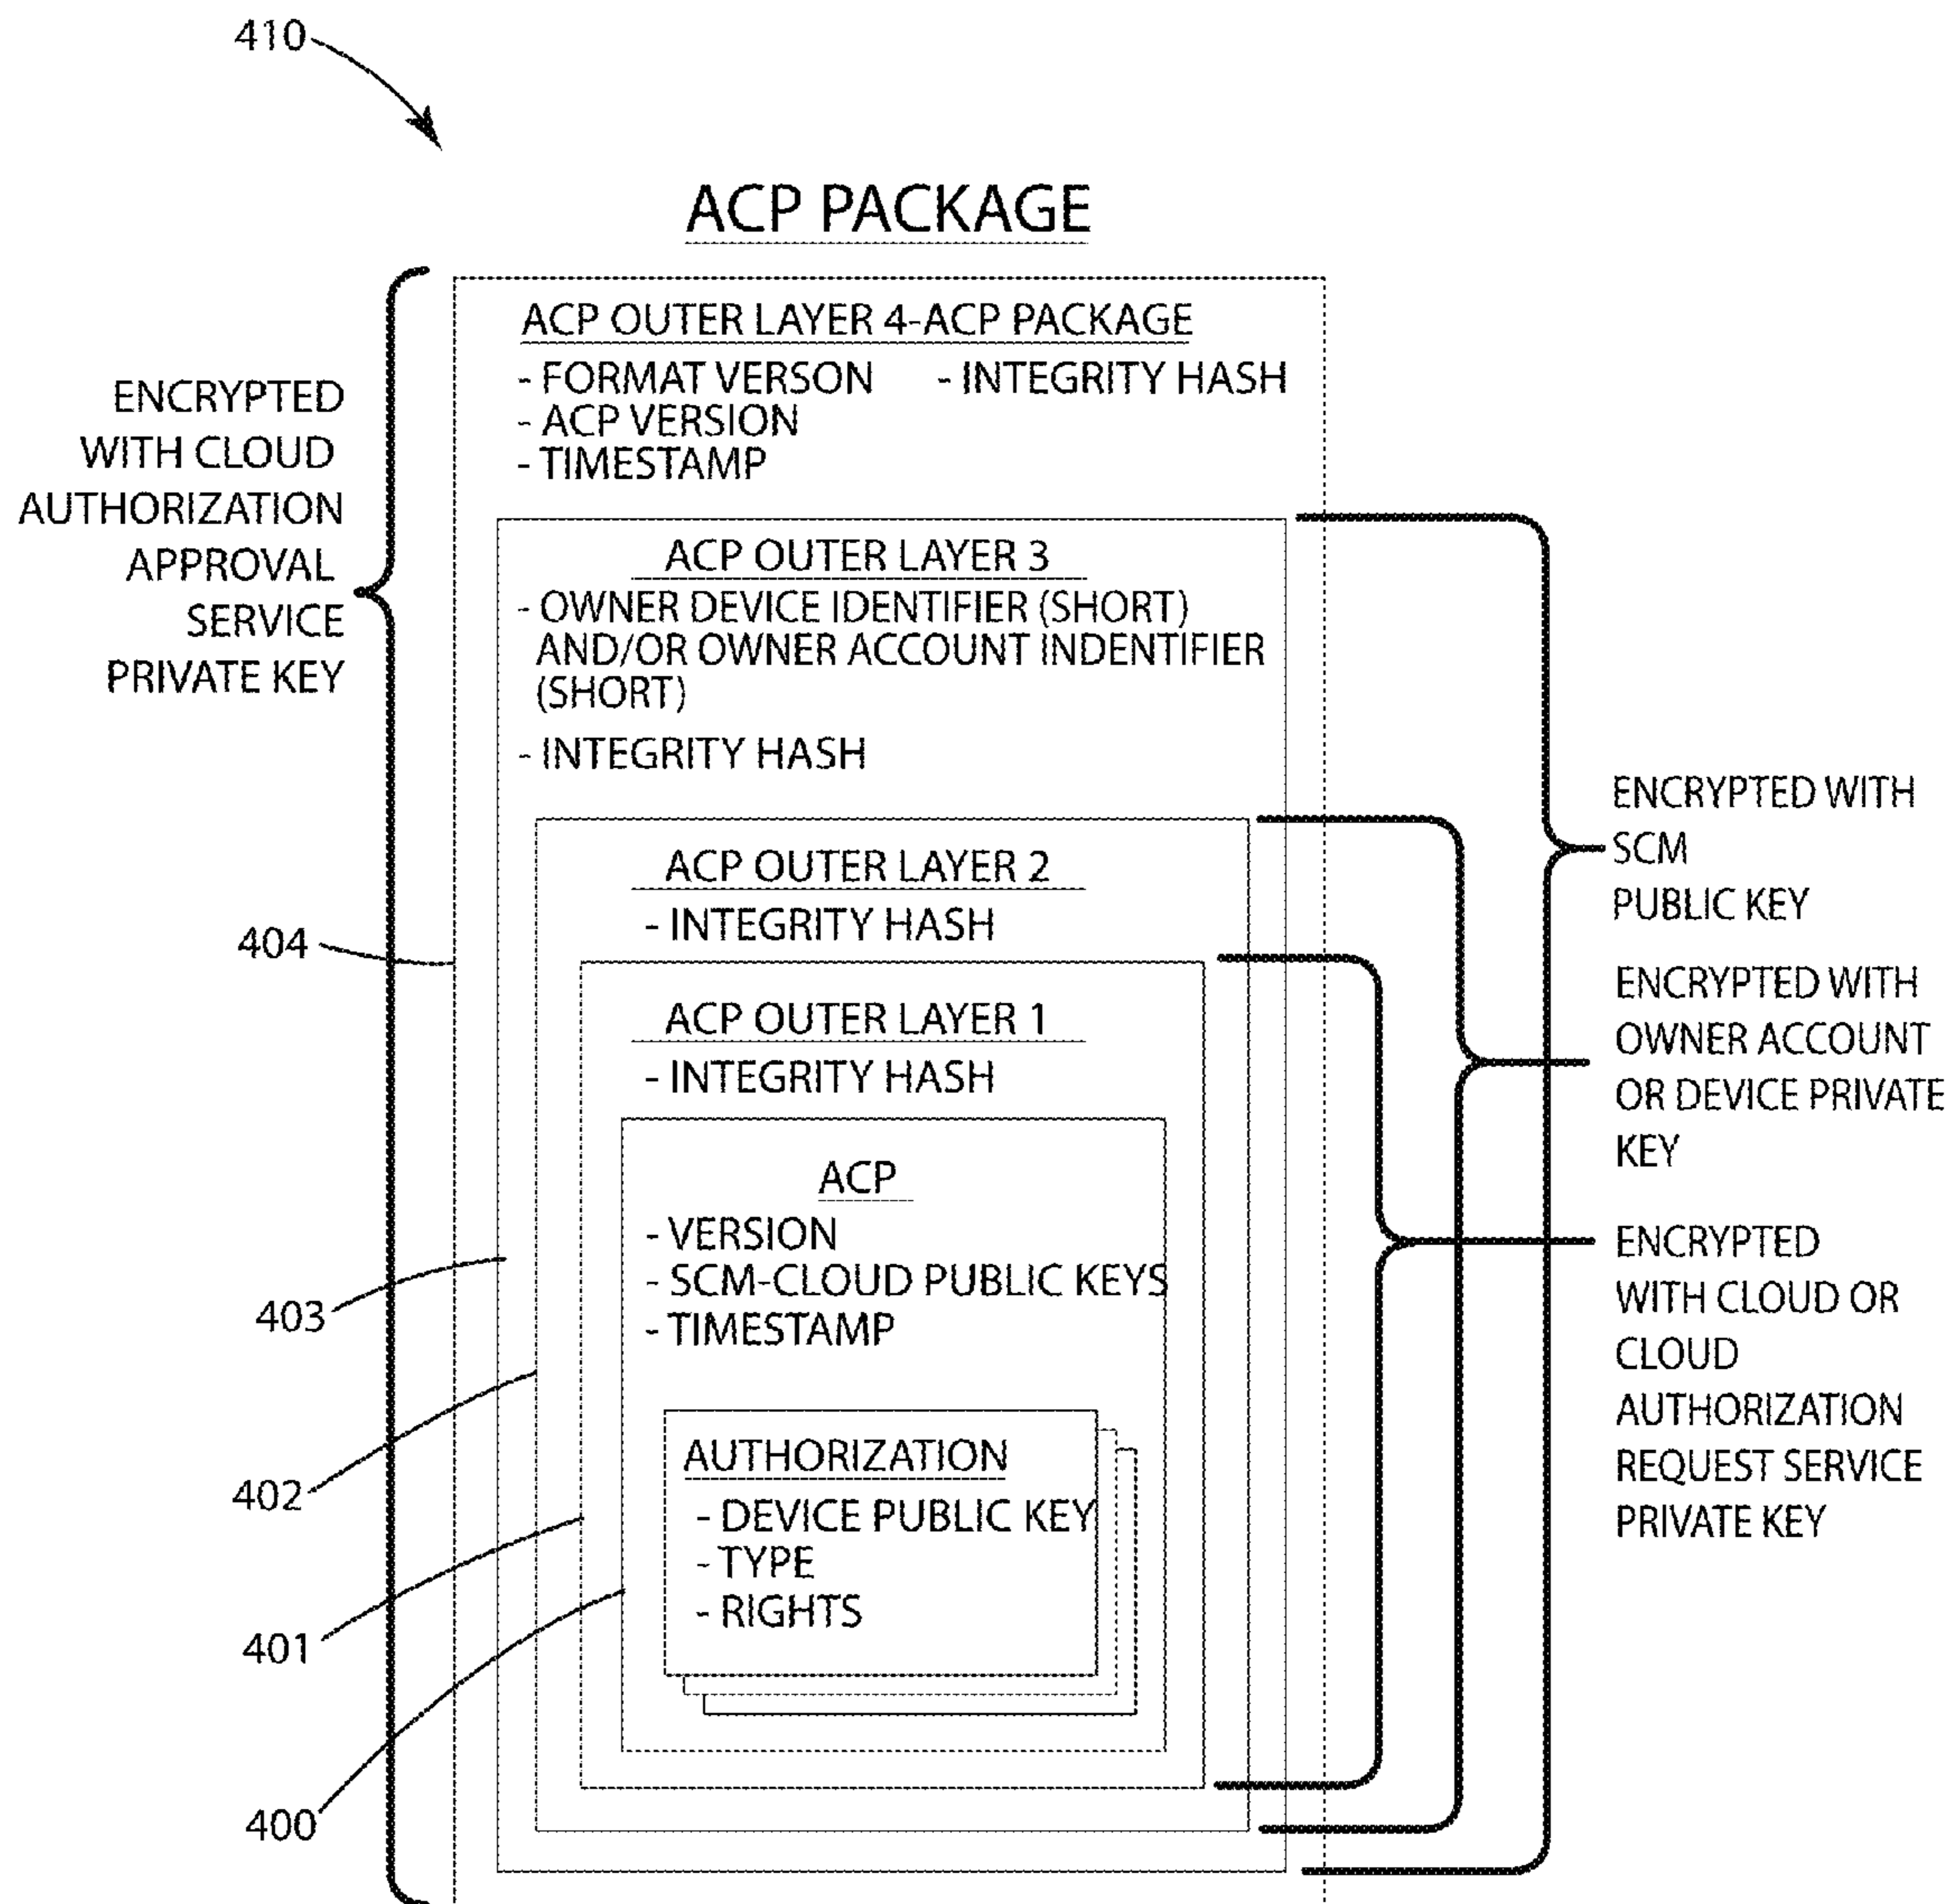 410
ACP PACKAGE
ENCRYPTED
WITH CLOUD
AUTHORIZATION
APPROVAL
SERVICE
PRIVATE KEY
ACP OUTER LAYER 4-ACP PACKAGE
- FORMAT VERSON - INTEGRITY HASH
- ACP VERSION
- TIMESTAMP
ACP OUTER LAYER 3
- OWNER DEVICE IDENTIFIER (SHORT)
AND/OR OWNER ACCOUNT INDENTIFIER
(SHORT)
- INTEGRITY HASH
ACP OUTER LAYER 2
- INTEGRITY HASH
ACP OUTER LAYER 1
- INTEGRITY HASH
ACP
- VERSION
- SCM-CLOUD PUBLIC KEYS
- TIMESTAMP
AUTHORIZATION
- DEVICE PUBLIC KEY
- TYPE
- RIGHTS
ENCRYPTED WITH
SCM
PUBLIC KEY
ENCRYPTED WITH
OWNER ACCOUNT
OR DEVICE PRIVATE
KEY
ENCRYPTED
WITH CLOUD OR
CLOUD
AUTHORIZATION
REQUEST SERVICE
PRIVATE KEY
404
403
402
401
400